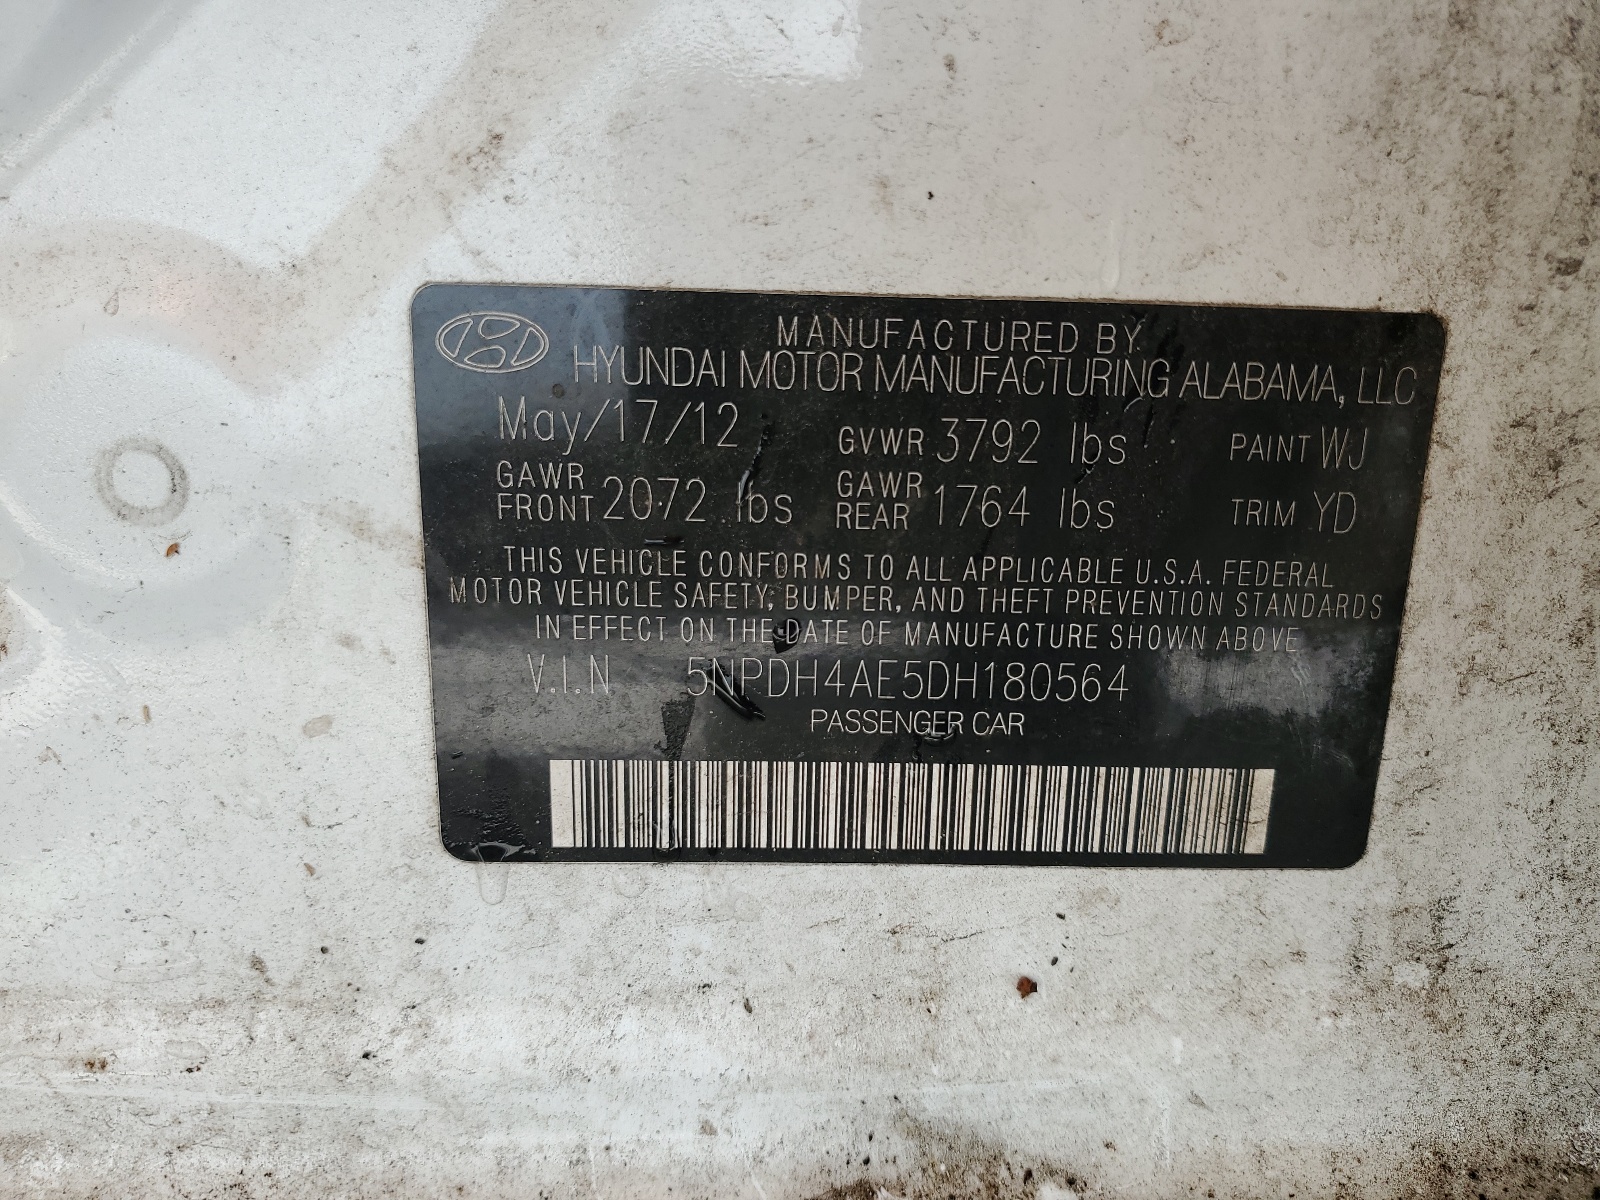 MANUFACTURED BY
HYUNDAI MOTOR MANUFACTURING ALABAMA, LLC
May/17/12 GVWR 3792 lbs PAINT WJ
GAWR FRONT 2072 lbs GAWR REAR 1764 lbs TRIM YD
THIS VEHICLE CONFORMS TO ALL APPLICABLE U.S.A. FEDERAL
MOTOR VEHICLE SAFETY, BUMPER, AND THEFT PREVENTION STANDARDS
IN EFFECT ON THE DATE OF MANUFACTURE SHOWN ABOVE
V.I.N 5NPDH4AE5DH180564
PASSENGER CAR